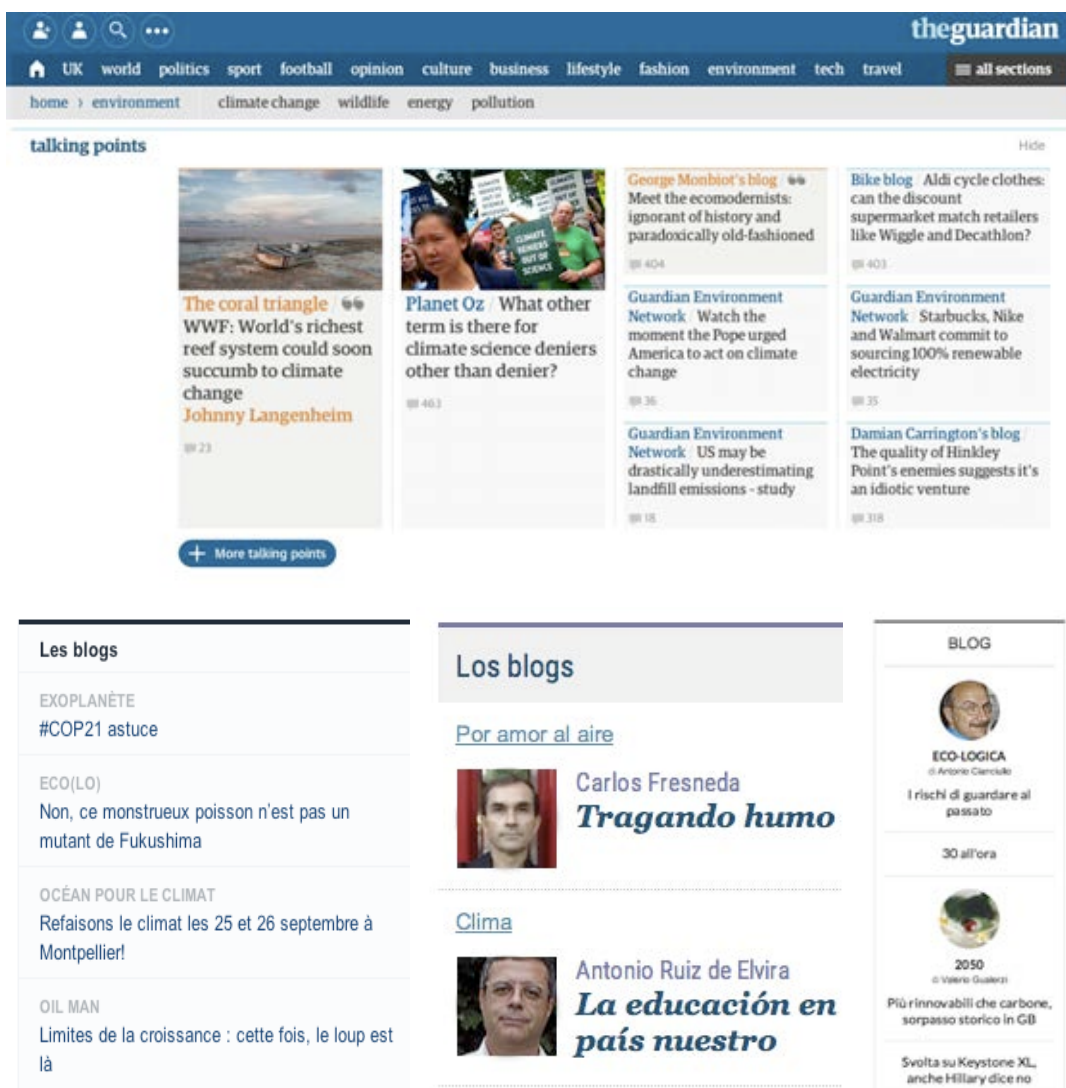 theguardian
UK world politics sport football opinion culture business lifestyle fashion environment tech travel all sections
home › environment climate change wildlife energy pollution
talking points
Hide
The coral triangle /
WWF: World's richest
reef system could soon
succumb to climate
change
Johnny Langenheim
23
CLIMATE
DENIERS
OUT OF
SCIENCE
Planet Oz / What other
term is there for
climate science deniers
other than denier?
463
George Monbiot's blog /
Meet the ecomodernists:
ignorant of history and
paradoxically old-fashioned
404
Bike blog / Aldi cycle clothes:
can the discount
supermarket match retailers
like Wiggle and Decathlon?
403
Guardian Environment
Network / Watch the
moment the Pope urged
America to act on climate
change
36
Guardian Environment
Network / Starbucks, Nike
and Walmart commit to
sourcing 100% renewable
electricity
35
Guardian Environment
Network / US may be
drastically underestimating
landfill emissions - study
18
Damian Carrington's blog /
The quality of Hinkley
Point's enemies suggests it's
an idiotic venture
318
+ More talking points
Les blogs
EXOPLANÈTE
#COP21 astuce
ECO(LO)
Non, ce monstrueux poisson n'est pas un
mutant de Fukushima
OCÉAN POUR LE CLIMAT
Refaisons le climat les 25 et 26 septembre à
Montpellier!
OIL MAN
Limites de la croissance : cette fois, le loup est
là
Los blogs
Por amor al aire
Carlos Fresneda
Tragando humo
Clima
Antonio Ruiz de Elvira
La educación en
país nuestro
BLOG
ECO-LOGICA
di Antonio Cianciullo
I rischi di guardare al
passato
30 all'ora
2050
di Valerio Gualerzi
Più rinnovabili che carbone,
sorpasso storico in GB
Svolta su Keystone XL,
anche Hillary dice no